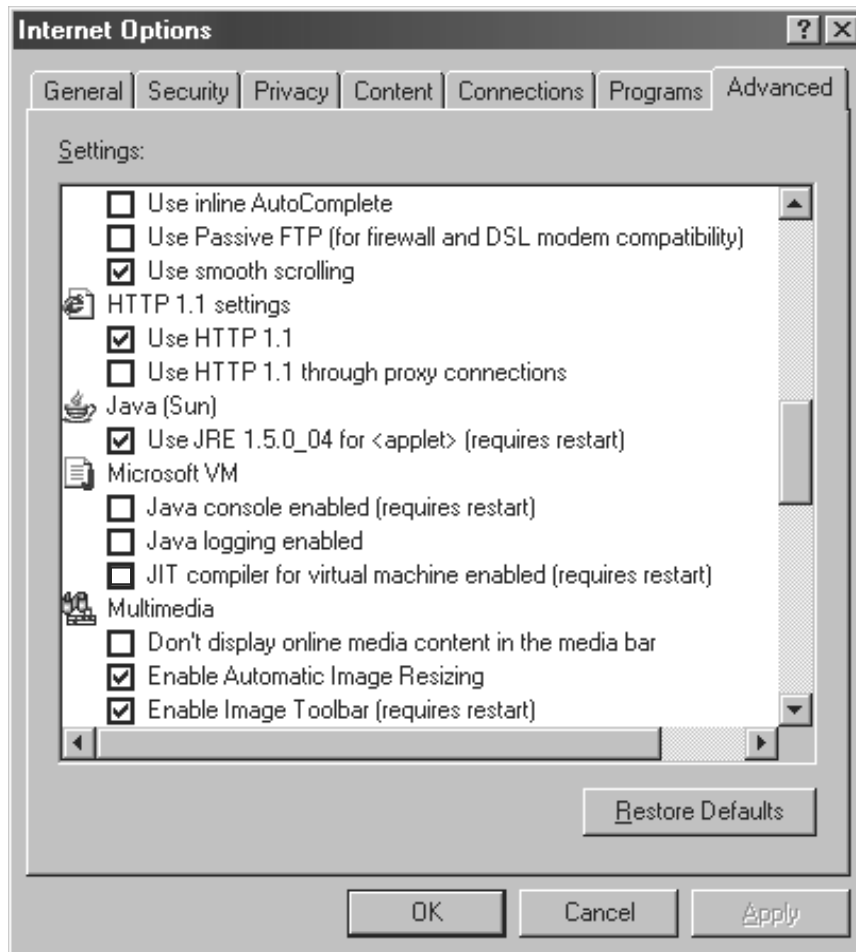 Internet Options
General Security Privacy Content Connections Programs Advanced
Settings:
Use inline AutoComplete
Use Passive FTP (for firewall and DSL modem compatibility)
Use smooth scrolling
HTTP 1.1 settings
Use HTTP 1.1
Use HTTP 1.1 through proxy connections
Java (Sun)
Use JRE 1.5.0_04 for <applet> (requires restart)
Microsoft VM
Java console enabled (requires restart)
Java logging enabled
JIT compiler for virtual machine enabled (requires restart)
Multimedia
Don't display online media content in the media bar
Enable Automatic Image Resizing
Enable Image Toolbar (requires restart)
Restore Defaults
OK Cancel Apply